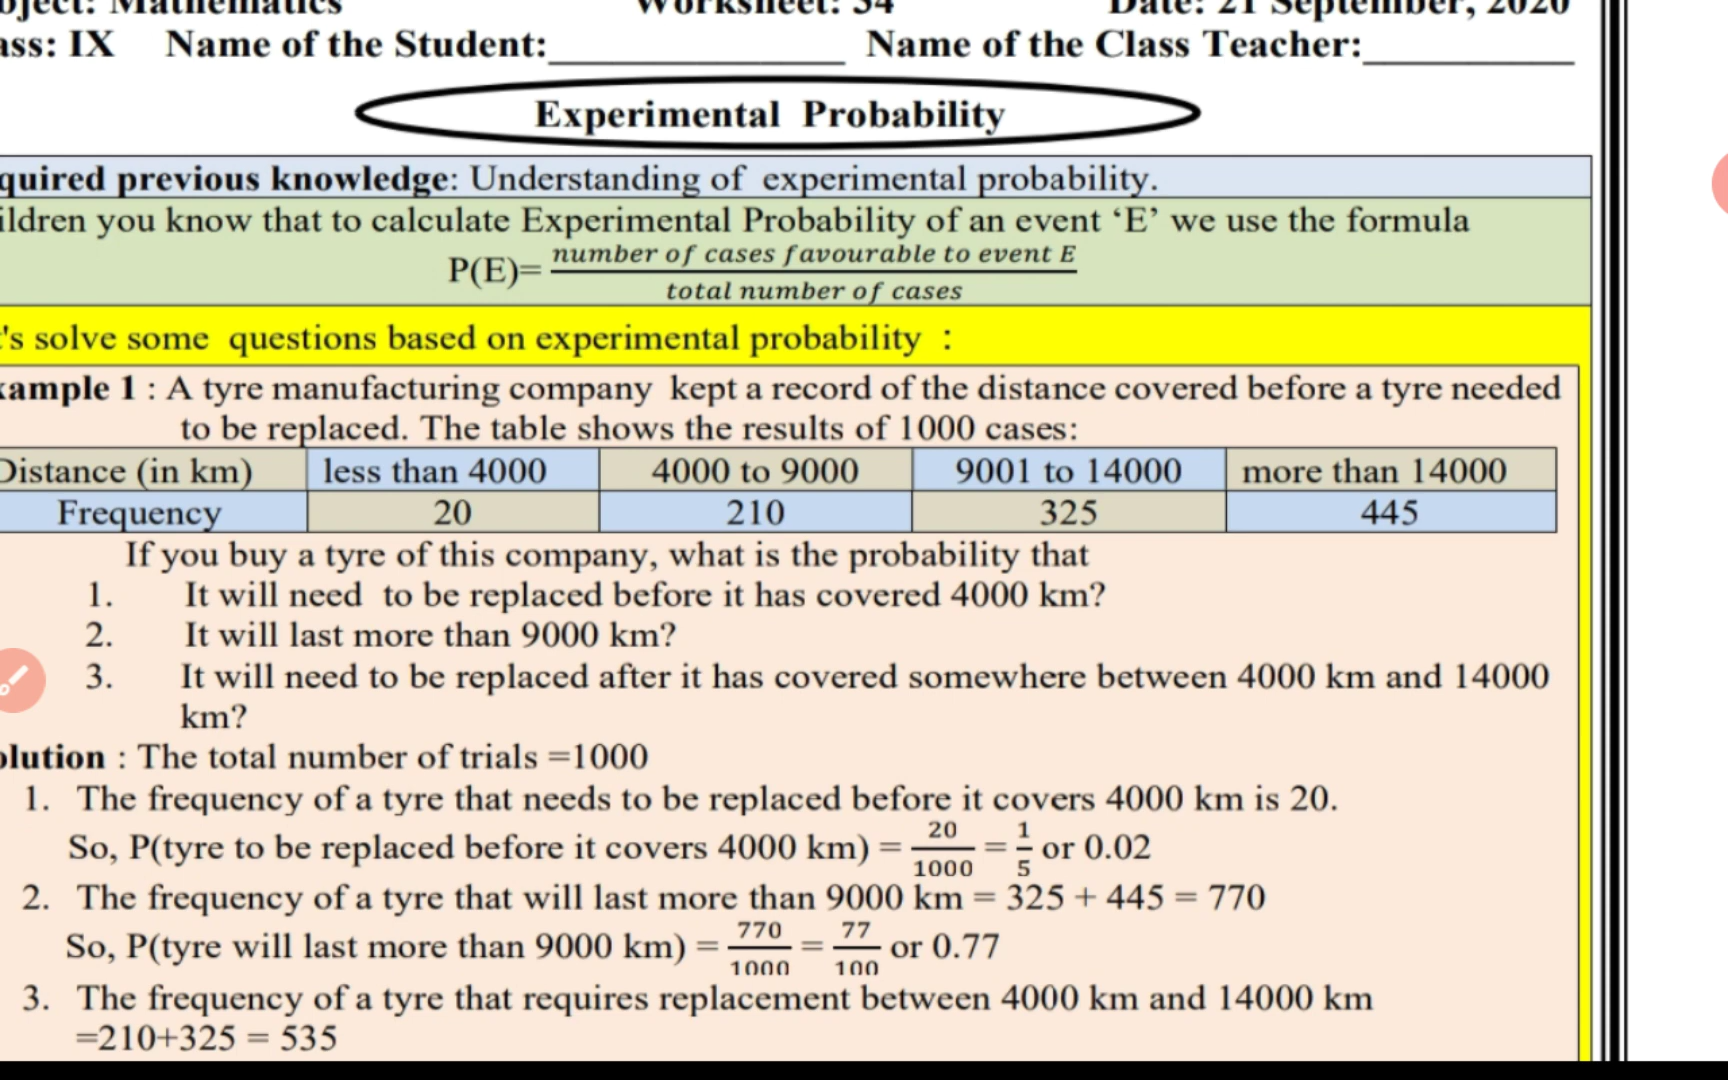 Mathematics Worksheet: 34 Date: 21 September, 2020
IX Name of the Student:____________ Name of the Class Teacher:_________
Experimental Probability
previous knowledge: Understanding of experimental probability.
you know that to calculate Experimental Probability of an event ‘E’ we use the formula
P(E)= number of cases favourable to event E / total number of cases
's solve some questions based on experimental probability :
1 : A tyre manufacturing company kept a record of the distance covered before a tyre needed
to be replaced. The table shows the results of 1000 cases:
Distance (in km) less than 4000 4000 to 9000 9001 to 14000 more than 14000
Frequency 20 210 325 445
If you buy a tyre of this company, what is the probability that
1. It will need to be replaced before it has covered 4000 km?
2. It will last more than 9000 km?
3. It will need to be replaced after it has covered somewhere between 4000 km and 14000
km?
olution : The total number of trials =1000
1. The frequency of a tyre that needs to be replaced before it covers 4000 km is 20.
So, P(tyre to be replaced before it covers 4000 km) = 20/1000 = 1/5 or 0.02
2. The frequency of a tyre that will last more than 9000 km = 325 + 445 = 770
So, P(tyre will last more than 9000 km) = 770/1000 = 77/100 or 0.77
3. The frequency of a tyre that requires replacement between 4000 km and 14000 km
=210+325 = 535